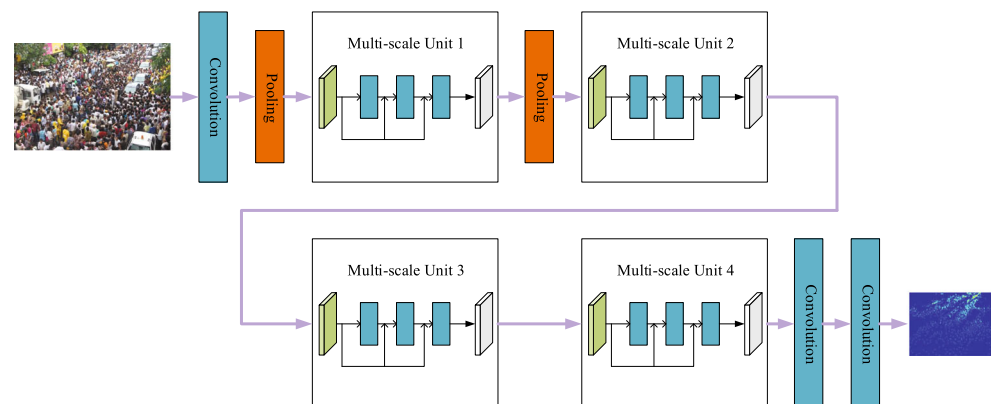 Convolution
Pooling
Multi-scale Unit 1
Pooling
Multi-scale Unit 2
Multi-scale Unit 3
Multi-scale Unit 4
Convolution
Convolution